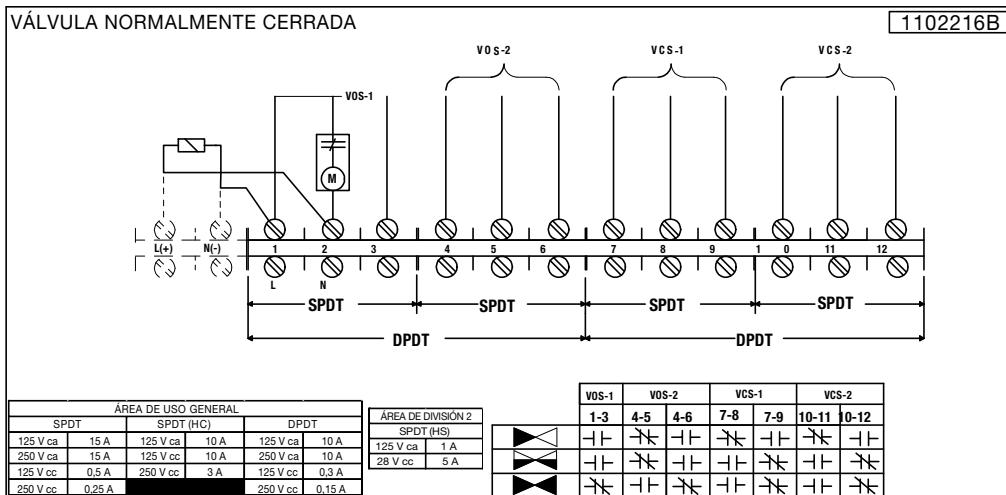 VÁLVULA NORMALMENTE CERRADA
1102216B
VOS-2
VCS-1
VCS-2
VOS-1
M
L(+) N(-) 1 2 3 4 5 6 7 8 9 1 0 11 12
L N
SPDT SPDT SPDT SPDT
DPDT DPDT
ÁREA DE USO GENERAL
SPDT SPDT (HC) DPDT
125 V ca 15 A 125 V ca 10 A 125 V ca 10 A
250 V ca 15 A 125 V cc 10 A 250 V ca 10 A
125 V cc 0,5 A 250 V cc 3 A 125 V cc 0,3 A
250 V cc 0,25 A 250 V cc 0,15 A
ÁREA DE DIVISIÓN 2
SPDT (HS)
125 V ca 1 A
28 V cc 5 A
VOS-1 VOS-2 VCS-1 VCS-2
1-3 4-5 4-6 7-8 7-9 10-11 10-12